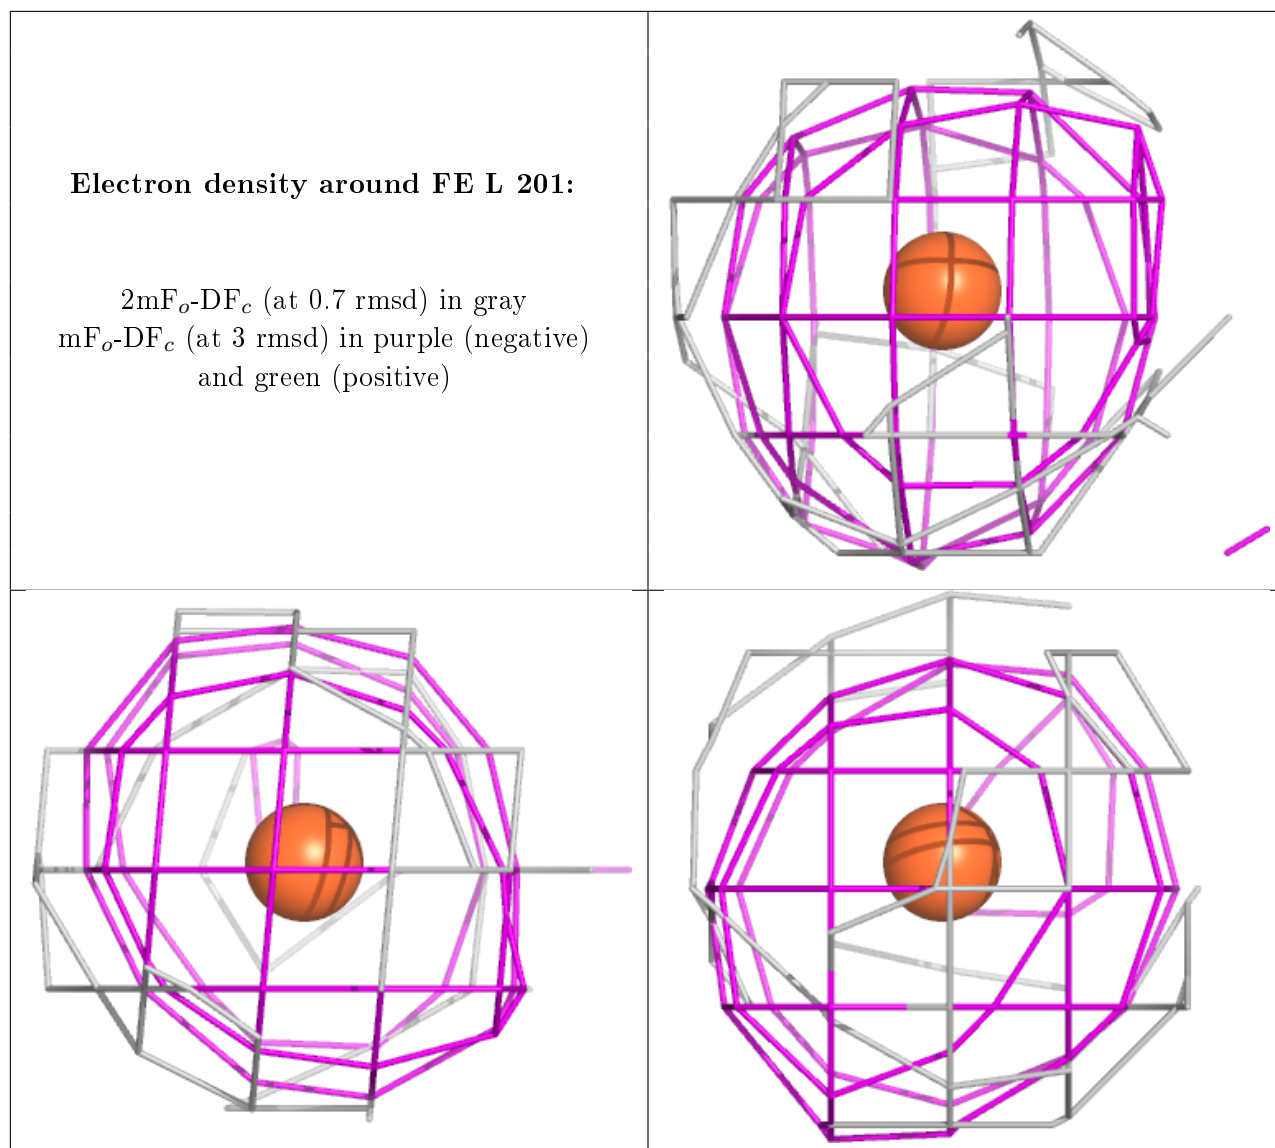 Electron density around FE L 201:
2mFo-DFc (at 0.7 rmsd) in gray
mFo-DFc (at 3 rmsd) in purple (negative)
and green (positive)